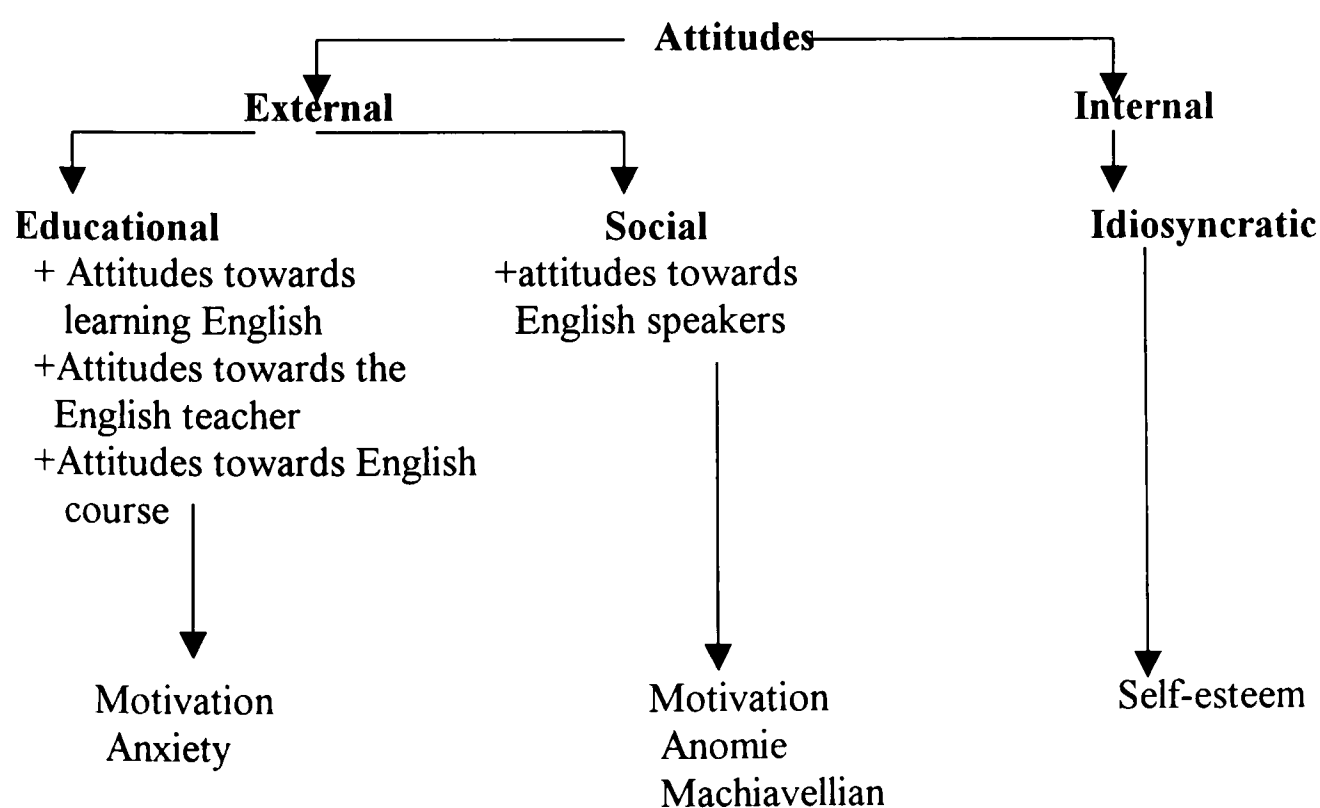 Attitudes
External
Internal
Educational
+ Attitudes towards
learning English
+Attitudes towards the
English teacher
+Attitudes towards English
course
Social
+attitudes towards
English speakers
Idiosyncratic
Motivation
Anxiety
Motivation
Anomie
Machiavellian
Self-esteem